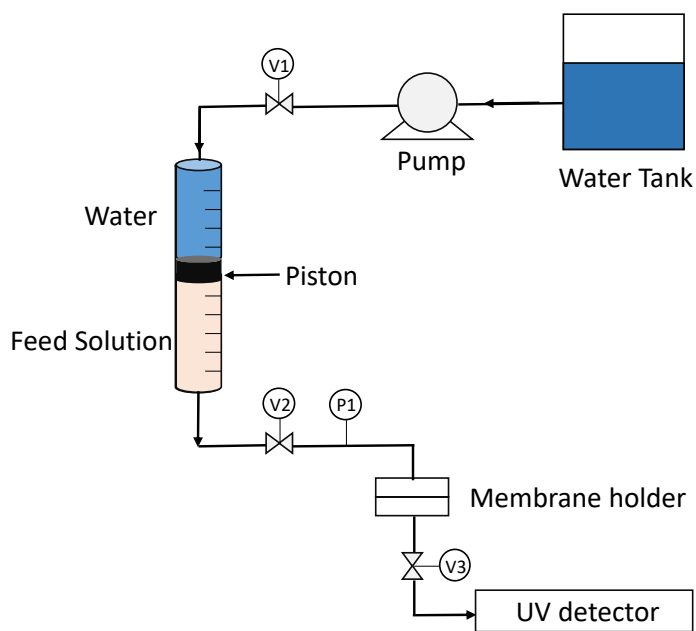 V1
Pump
Water Tank
Water
Piston
Feed Solution
V2
P1
Membrane holder
V3
UV detector